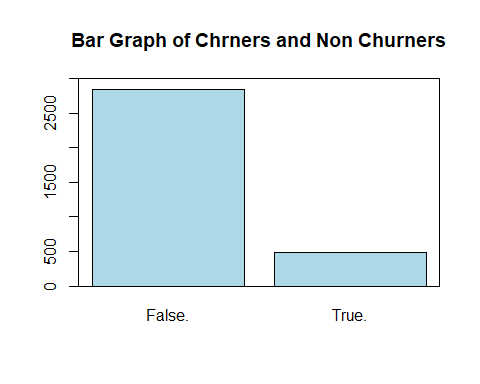 Bar Graph of Chrners and Non Churners
2500
1500
500
0
False.
True.